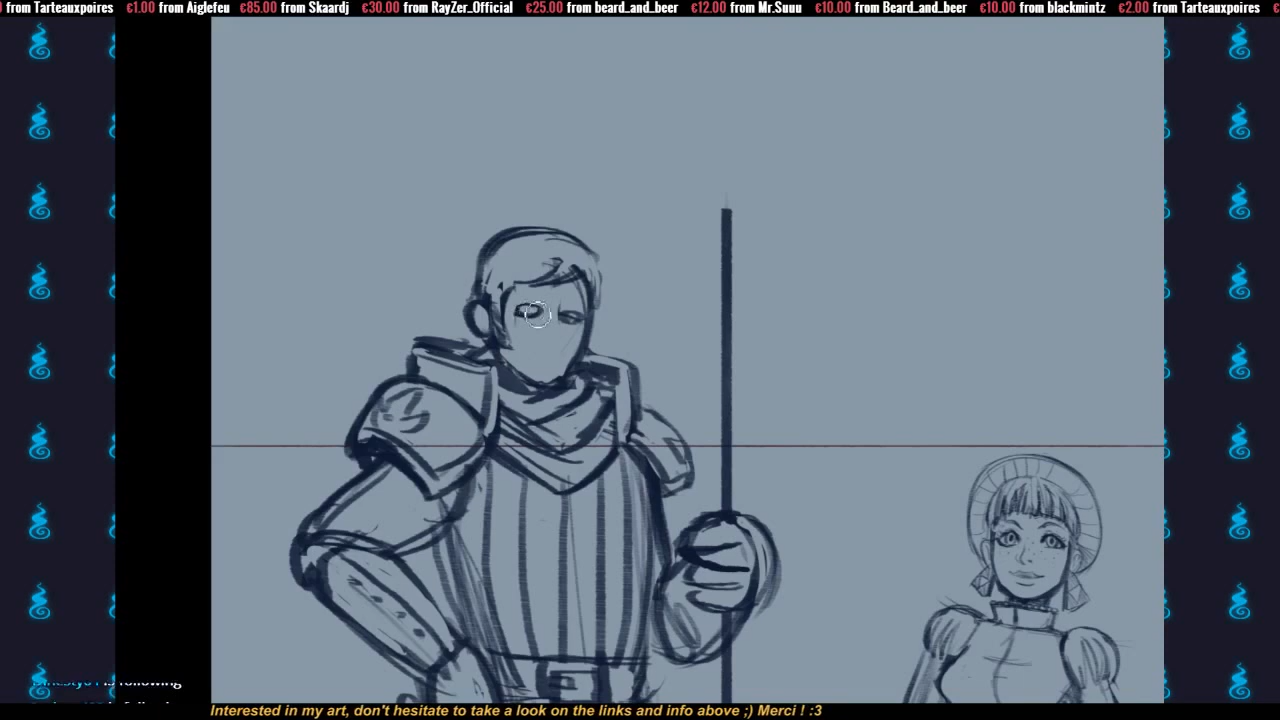 from Tarteauxpoires €1.00 from Aiglefeu €85.00 from Skaardj €30.00 from RayZer_Official €25.00 from beard_and_beer €12.00 from Mr.Suuu €10.00 from Beard_and_beer €10.00 from blackmintz €2.00 from Tarteauxpoires
is following
Interested in my art, don't hesitate to take a look on the links and info above ;) Merci ! :3